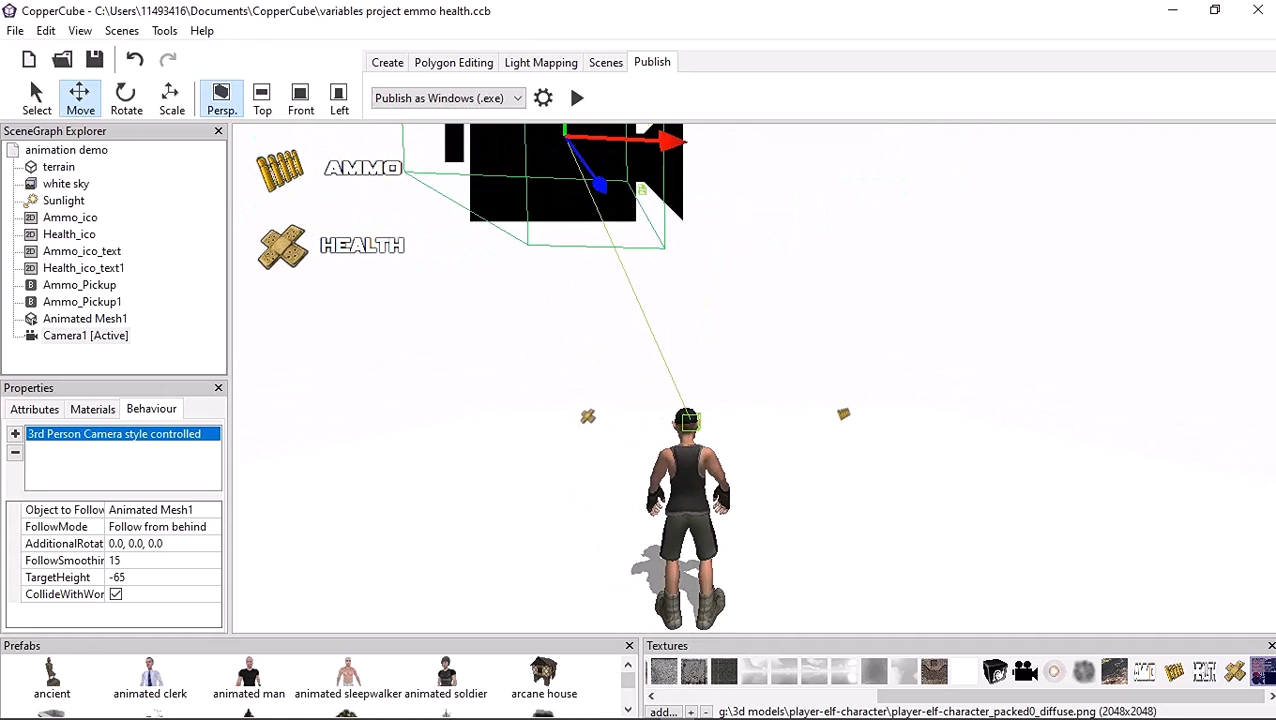 CopperCube - C:\Users\11493416\Documents\CopperCube\variables project emmo health.ccb
File Edit View Scenes Tools Help
Create Polygon Editing Light Mapping Scenes Publish
Select Move Rotate Scale Persp. Top Front Left
Publish as Windows (.exe)
SceneGraph Explorer
animation demo
terrain
white sky
Sunlight
Ammo_ico
Health_ico
Ammo_ico_text
Health_ico_text1
Ammo_Pickup
Ammo_Pickup1
Animated Mesh1
Camera1 [Active]
AMMO
HEALTH
Properties
Attributes Materials Behaviour
3rd Person Camera style controlled
Object to Follow Animated Mesh1
FollowMode Follow from behind
AdditionalRotat 0.0, 0.0, 0.0
FollowSmoothin 15
TargetHeight -65
CollideWithWor
Prefabs
ancient animated clerk animated man animated sleepwalker animated soldier arcane house
Textures
add... + - g:\3d models\player-elf-character\player-elf-character_packed0_diffuse.png (2048x2048)